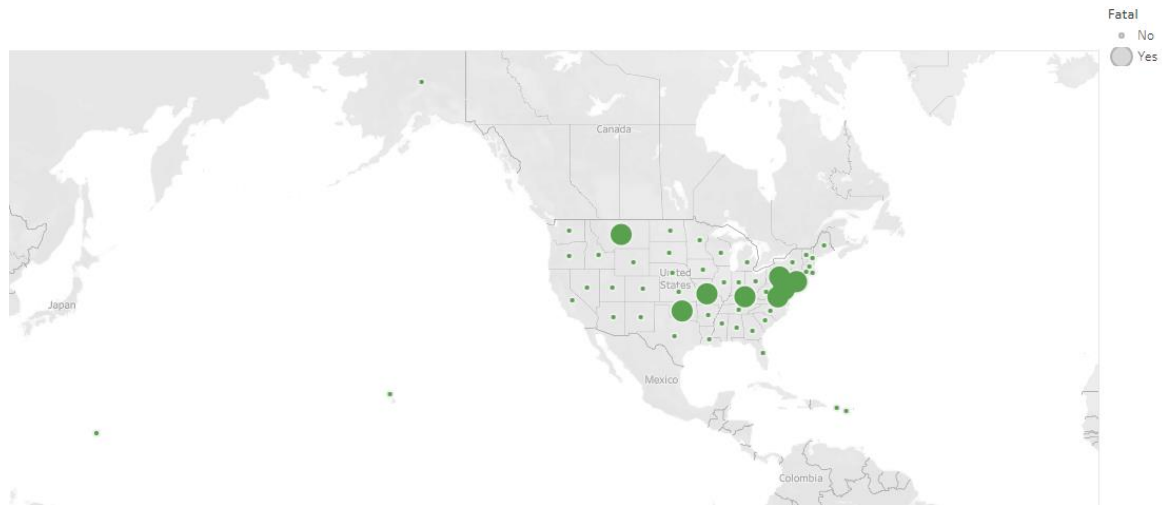 Fatal
No
Yes
Canada
United
States
Japan
Mexico
Colombia